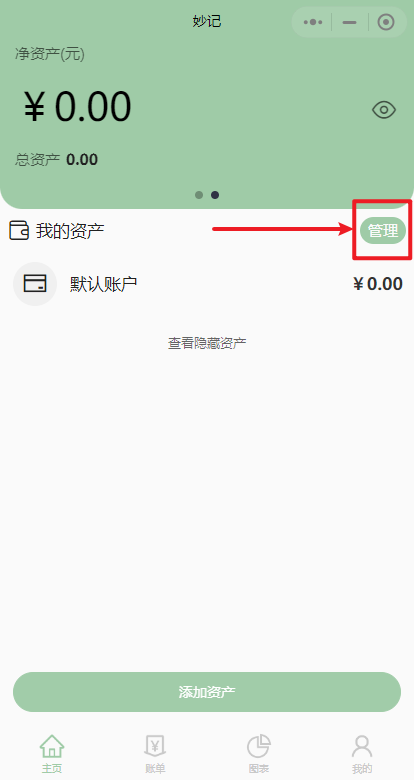 妙记
净资产(元)
¥ 0.00
总资产 0.00
我的资产
管理
默认账户
¥ 0.00
查看隐藏资产
添加资产
主页
账单
图表
我的